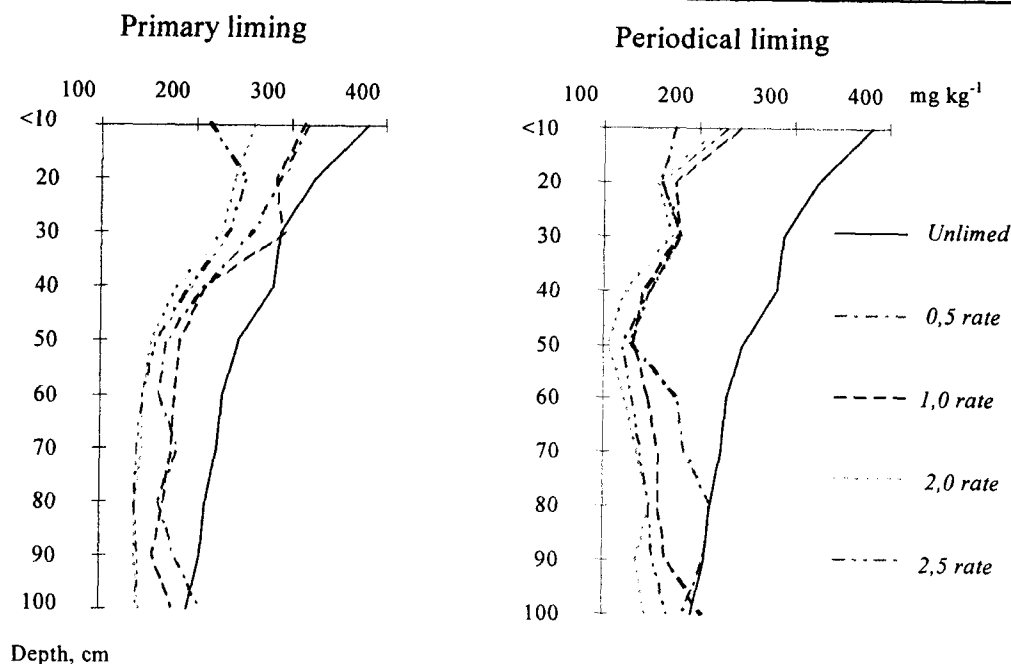 Primary liming
100 200 300 400
<10
20
30
40
50
60
70
80
90
100
Depth, cm
Periodical liming
100 200 300 400 mg kg⁻¹
<10
20
30
40
50
60
70
80
90
100
Unlimed
0,5 rate
1,0 rate
2,0 rate
2,5 rate